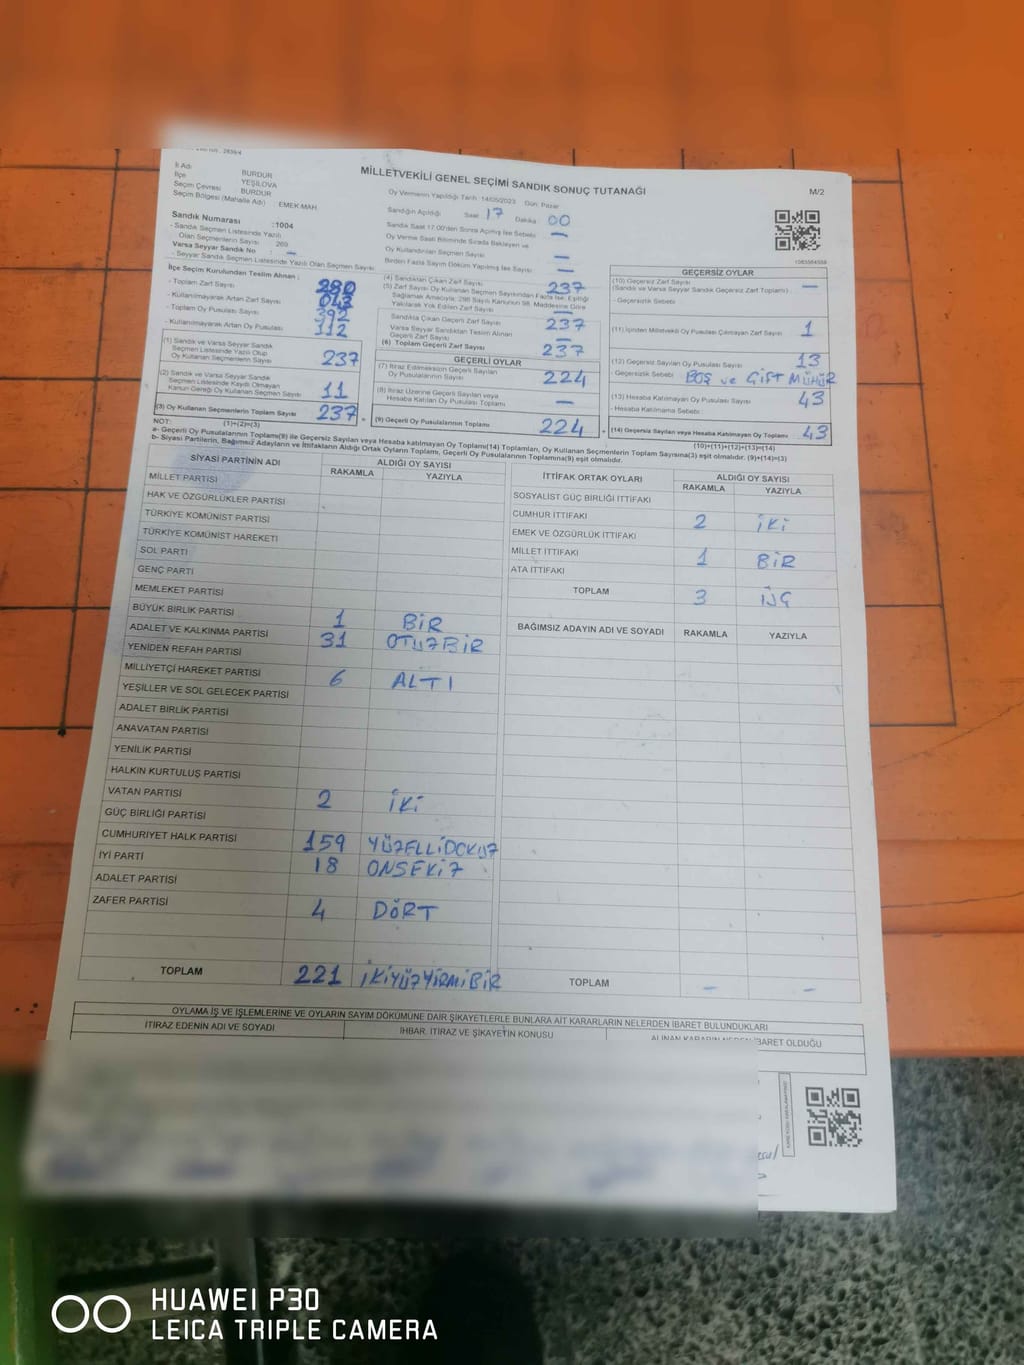 İl Adı : BURDUR
İlçe : YEŞİLOVA
Seçim Çevresi : BURDUR
Seçim Bölgesi (Mahalle Adı) : EMEK MAH.
MİLLETVEKİLİ GENEL SEÇİMİ SANDIK SONUÇ TUTANAĞI
M/2
Oy Vermenin Yapıldığı Tarih :14/05/2023 Gün: Pazar
Sandığın Açıldığı Saat 17 Dakika 00
Sandık Saat 17.00'den Sonra Açılmış İse Sebebi : —
Oy Verme Saati Bitiminde Sırada Bekleyen ve
Oy Kullandırılan Seçmen Sayısı —
Birden Fazla Sayım Döküm Yapılmış İse Sayısı —
Sandık Numarası :1004
- Sandık Seçmen Listesinde Yazılı
Olan Seçmenlerin Sayısı : 269
Varsa Seyyar Sandık No : —
- Seyyar Sandık Seçmen Listesinde Yazılı Olan Seçmen Sayısı
İlçe Seçim Kurulundan Teslim Alınan :
- Toplam Zarf Sayısı 280
- Kullanılmayarak Artan Zarf Sayısı 043
- Toplam Oy Pusulası Sayısı 392
- Kullanılmayarak Artan Oy Pusulası 112
(1) Sandık ve Varsa Seyyar Sandık
Seçmen Listesinde Yazılı Olup
Oy Kullanan Seçmenlerin Sayısı 237
(2) Sandık ve Varsa Seyyar Sandık
Seçmen Listesinde Kayıtlı Olmayan
Kanun Gereği Oy Kullanan Seçmen Sayısı 11
(3) Oy Kullanan Seçmenlerin Toplam Sayısı 237
(1)+(2)=(3)
(4) Sandıktan Çıkan Zarf Sayısı 237
(5) Zarf Sayısı Oy Kullanan Seçmen Sayısından Fazla İse, Eşitliği
Sağlamak Amacıyla; 298 Sayılı Kanunun 98. Maddesine Göre
Yakılarak Yok Edilen Zarf Sayısı —
Sandıkta Çıkan Geçerli Zarf Sayısı 237
Varsa Seyyar Sandıktan Teslim Alınan
Geçerli Zarf Sayısı —
(6) Toplam Geçerli Zarf Sayısı 237
GEÇERLİ OYLAR
(7) İtiraz Edilmeksizin Geçerli Sayılan
Oy Pusulalarının Sayısı 224
(8) İtiraz Üzerine Geçerli Sayılan veya
Hesaba Katılan Oy Pusulası Toplamı —
(9) Geçerli Oy Pusulalarının Toplamı 224
GEÇERSİZ OYLAR
(10) Geçersiz Zarf Sayısı
(Sandık ve Varsa Seyyar Sandık Geçersiz Zarf Toplamı) —
- Geçersizlik Sebebi
(11) İçinden Milletvekili Oy Pusulası Çıkmayan Zarf Sayısı 1
(12) Geçersiz Sayılan Oy Pusulası Sayısı 13
- Geçersizlik Sebebi BOŞ ve ÇİFT MÜHÜR
(13) Hesaba Katılmayan Oy Pusulası Sayısı 43
- Hesaba Katılmama Sebebi :
(14) Geçersiz Sayılan veya Hesaba Katılmayan Oy Toplamı 43
(10)+(11)+(12)+(13)=(14)
NOT:
a- Geçerli Oy Pusulaları Toplamı(9) ile Geçersiz Sayılan veya Hesaba katılmayan Oy Toplamı(14) Toplamları, Oy Kullanan Seçmenlerin Toplam Sayısına(3) eşit olmalıdır. (9)+(14)=(3)
b- Siyasi Partilerin, Bağımsız Adayların ve İttifakların Aldığı Ortak Oyların Toplamı, Geçerli Oy Pusulalarının Toplamına(9) eşit olmalıdır.
SİYASİ PARTİNİN ADI ALDIĞI OY SAYISI
RAKAMLA YAZIYLA
MİLLET PARTİSİ
HAK VE ÖZGÜRLÜKLER PARTİSİ
TÜRKİYE KOMÜNİST PARTİSİ
TÜRKİYE KOMÜNİST HAREKETİ
SOL PARTİ
GENÇ PARTİ
MEMLEKET PARTİSİ
BÜYÜK BİRLİK PARTİSİ 1 BİR
ADALET VE KALKINMA PARTİSİ 31 OTUZBİR
YENİDEN REFAH PARTİSİ
MİLLİYETÇİ HAREKET PARTİSİ 6 ALTI
YEŞİLLER VE SOL GELECEK PARTİSİ
ADALET BİRLİK PARTİSİ
ANAVATAN PARTİSİ
YENİLİK PARTİSİ
HALKIN KURTULUŞ PARTİSİ
VATAN PARTİSİ 2 İKİ
GÜÇ BİRLİĞİ PARTİSİ
CUMHURİYET HALK PARTİSİ 159 YÜZELLİDOKUZ
İYİ PARTİ 18 ONSEKİZ
ADALET PARTİSİ
ZAFER PARTİSİ 4 DÖRT
TOPLAM 221 İKİYÜZYİRMİBİR
İTTİFAK ORTAK OYLARI ALDIĞI OY SAYISI
RAKAMLA YAZIYLA
SOSYALİST GÜÇ BİRLİĞİ İTTİFAKI
CUMHUR İTTİFAKI 2 İKİ
EMEK VE ÖZGÜRLÜK İTTİFAKI
MİLLET İTTİFAKI 1 BİR
ATA İTTİFAKI
TOPLAM 3 ÜÇ
BAĞIMSIZ ADAYIN ADI VE SOYADI RAKAMLA YAZIYLA
TOPLAM — —
OYLAMA İŞ VE İŞLEMLERİNE VE OYLARIN SAYIM DÖKÜMÜNE DAİR ŞİKAYETLERLE BUNLARA AİT KARARLARIN NELERDEN İBARET BULUNDUKLARI
İTİRAZ EDENİN ADI VE SOYADI İHBAR, İTİRAZ VE ŞİKAYETİN KONUSU ALINAN KARARIN NEDEN İBARET OLDUĞU
HUAWEI P30
LEICA TRIPLE CAMERA